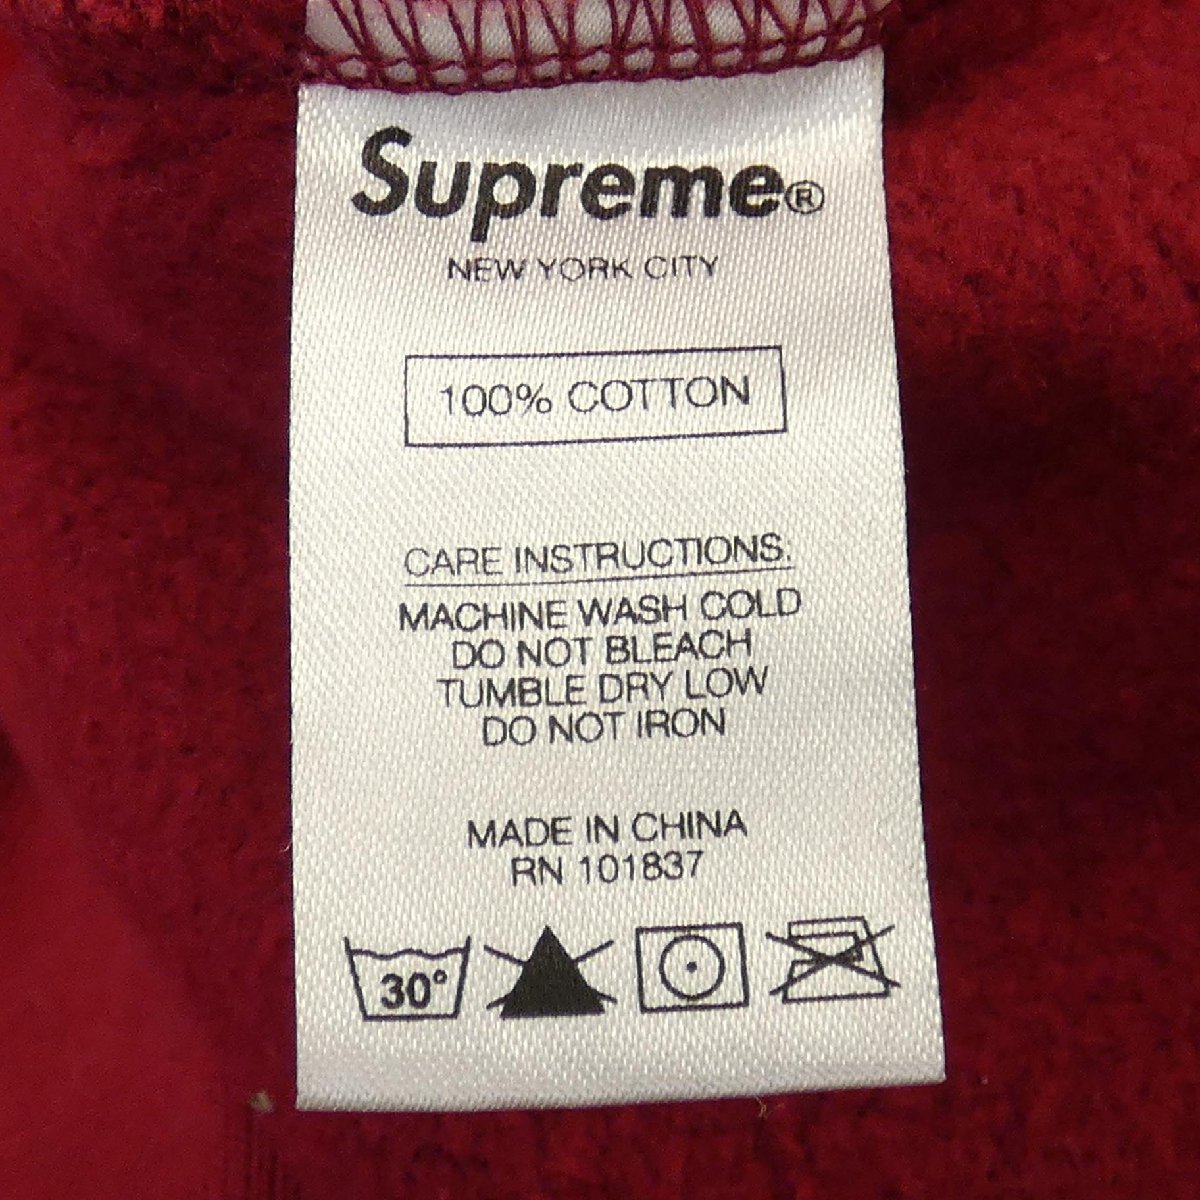 Supreme®
NEW YORK CITY
100% COTTON
CARE INSTRUCTIONS.
MACHINE WASH COLD
DO NOT BLEACH
TUMBLE DRY LOW
DO NOT IRON
MADE IN CHINA
RN 101837
30°